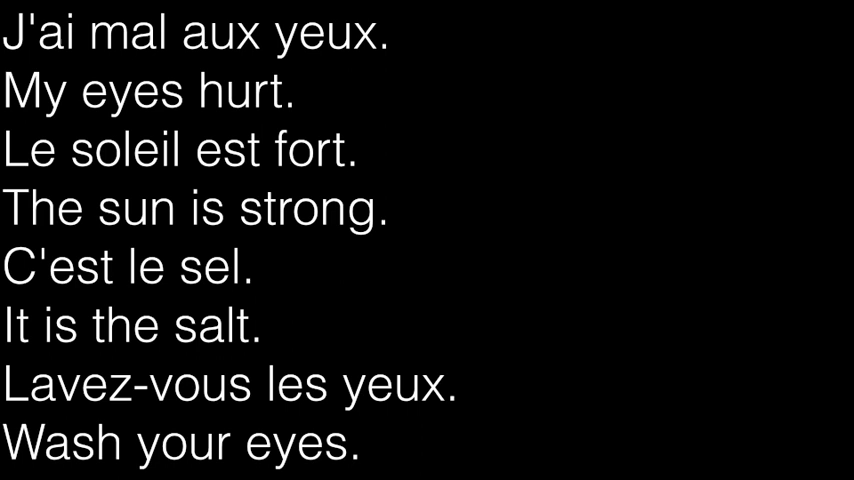 J'ai mal aux yeux.
My eyes hurt.
Le soleil est fort.
The sun is strong.
C'est le sel.
It is the salt.
Lavez-vous les yeux.
Wash your eyes.